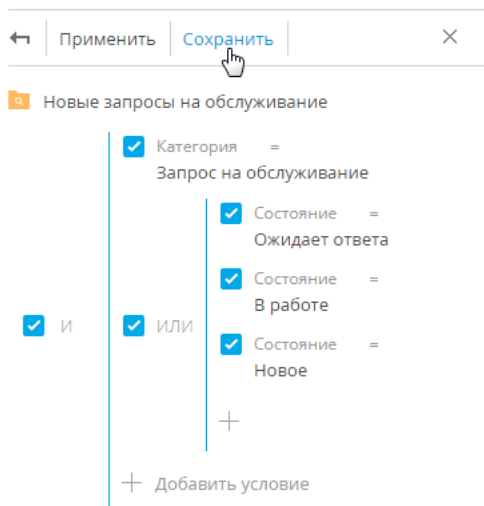 Применить Сохранить
Новые запросы на обслуживание
Категория =
Запрос на обслуживание
Состояние =
Ожидает ответа
Состояние =
В работе
И ИЛИ
Состояние =
Новое
+
+ Добавить условие